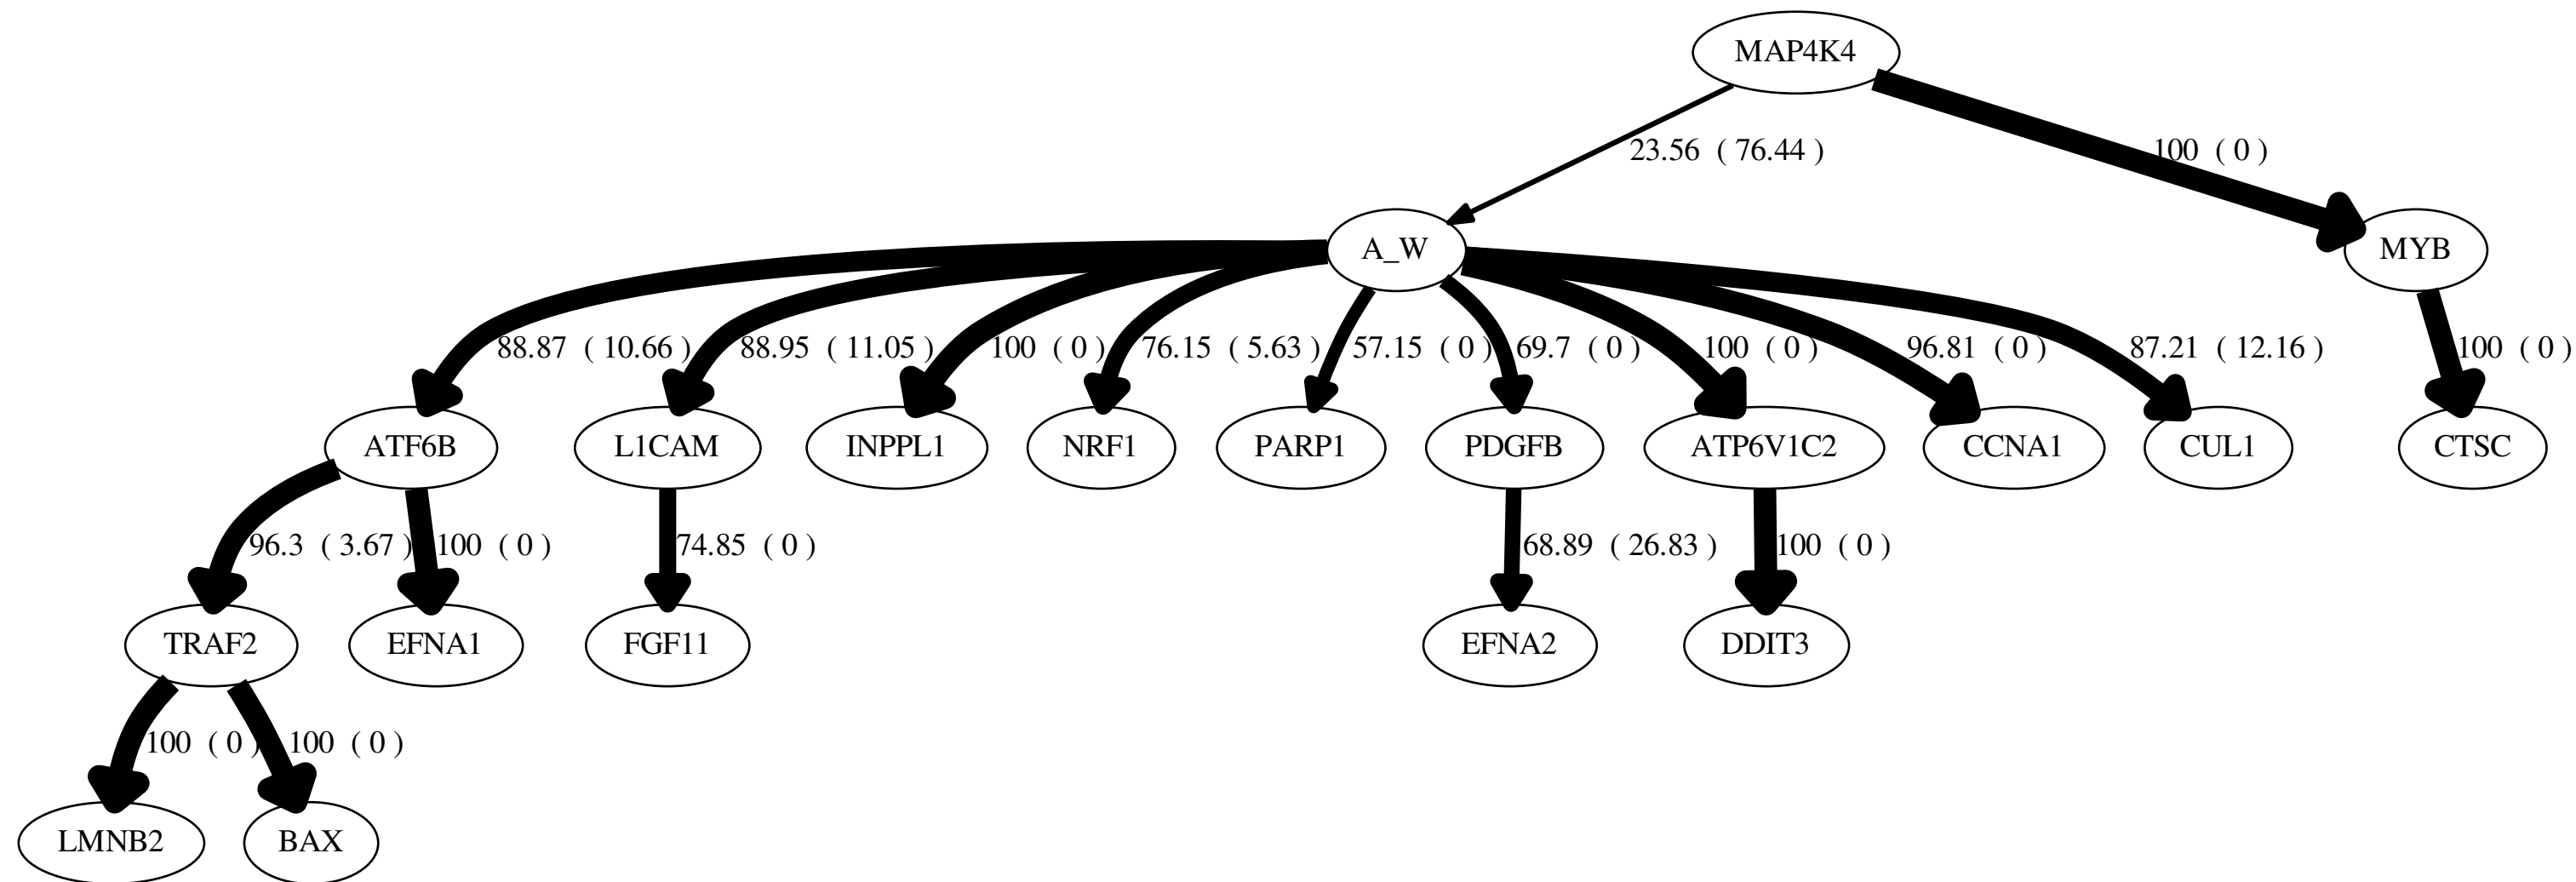 MAP4K4
23.56 ( 76.44 )
100 ( 0 )
A_W
MYB
88.87 ( 10.66 )
88.95 ( 11.05 )
100 ( 0 )
76.15 ( 5.63 )
57.15 ( 0 )
69.7 ( 0 )
100 ( 0 )
96.81 ( 0 )
87.21 ( 12.16 )
100 ( 0 )
ATF6B
L1CAM
INPPL1
NRF1
PARP1
PDGFB
ATP6V1C2
CCNA1
CUL1
CTSC
96.3 ( 3.67 )
100 ( 0 )
74.85 ( 0 )
68.89 ( 26.83 )
100 ( 0 )
TRAF2
EFNA1
FGF11
EFNA2
DDIT3
100 ( 0 )
100 ( 0 )
LMNB2
BAX